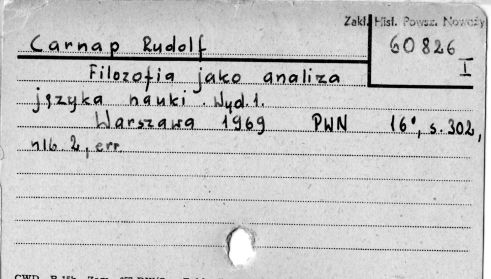 Zakł. Hist. Powsz. Nowoży
Carnap Rudolf
60826
I
Filozofia jako analiza
języka nauki. Wyd. 1.
Warszawa 1969 PWN 16°, s. 302,
nlb 2, err